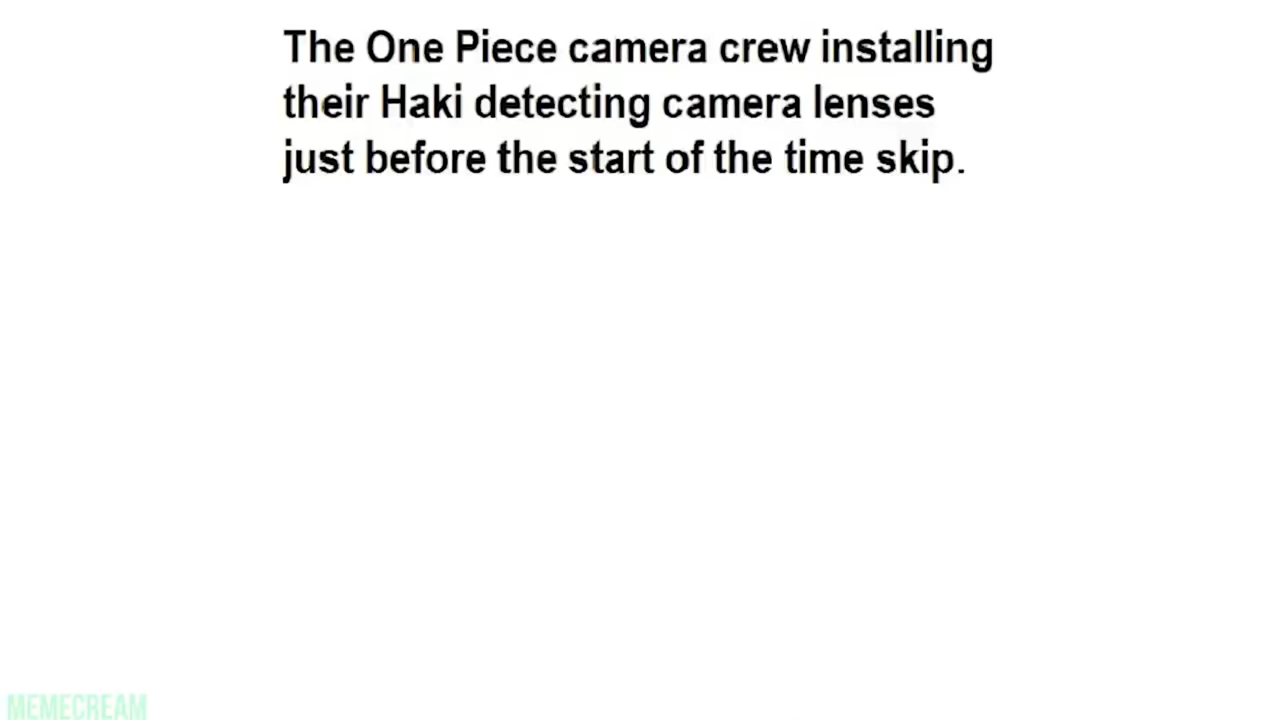 The One Piece camera crew installing
their Haki detecting camera lenses
just before the start of the time skip.
MEMECREAM